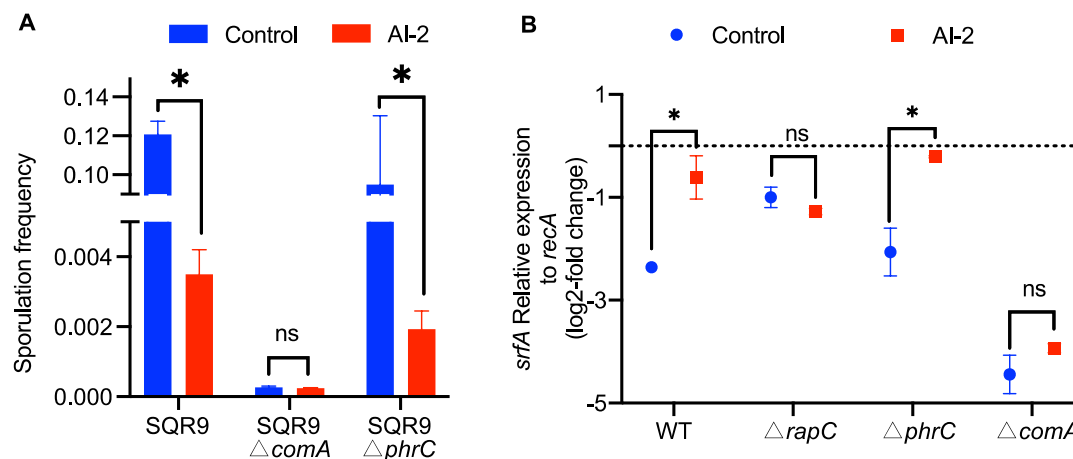 A
Control
AI-2
*
*
0.14
0.12
0.10
0.004
0.002
0.000
ns
Sporulation frequency
SQR9
SQR9
△comA
SQR9
△phrC
B
Control
AI-2
1
-1
-3
-5
*
ns
*
ns
srfA Relative expression
to recA
(log2-fold change)
WT
△rapC
△phrC
△comA